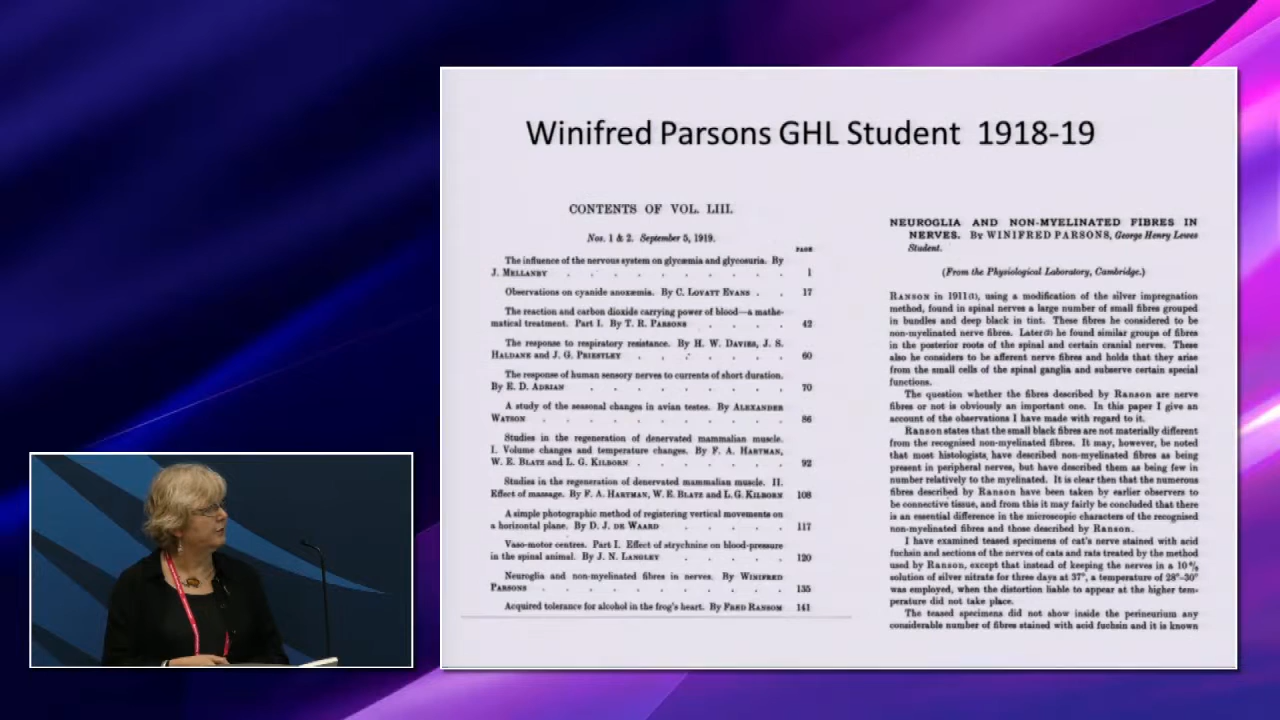 Winifred Parsons GHL Student 1918-19
CONTENTS OF VOL. LIII.
Nos. 1 & 2. September 5, 1919.
PAGE
The influence of the nervous system on glycæmia and glycosuria. By
J. MELLANBY . . . . . . . . . . 1
Observations on cyanide anoxæmia. By C. LOVATT EVANS . . 17
The reaction and carbon dioxide carrying power of blood—a mathe-
matical treatment. Part I. By T. R. PARSONS . . . . 42
The response to respiratory resistance. By H. W. DAVIES, J. S.
HALDANE and J. G. PRIESTLEY . . . . . . 60
The response of human sensory nerves to currents of short duration.
By E. D. ADRIAN . . . . . . . . 70
A study of the seasonal changes in avian testes. By ALEXANDER
WATSON . . . . . . . . . . 86
Studies in the regeneration of denervated mammalian muscle.
I. Volume changes and temperature changes. By F. A. HARTMAN,
W. E. BLATZ and L. G. KILBORN . . . . . . 92
Studies in the regeneration of denervated mammalian muscle. II.
Effect of massage. By F. A. HARTMAN, W. E. BLATZ and L. G. KILBORN 108
A simple photographic method of registering vertical movements on
a horizontal plane. By D. J. DE WAARD . . . . . 117
Vaso-motor centres. Part I. Effect of strychnine on blood-pressure
in the spinal animal. By J. N. LANGLEY . . . . . 120
Neuroglia and non-myelinated fibres in nerves. By WINIFRED
PARSONS . . . . . . . . . 135
Acquired tolerance for alcohol in the frog's heart. By FRED RANSOM 141
NEUROGLIA AND NON-MYELINATED FIBRES IN
NERVES. By WINIFRED PARSONS, George Henry Lewes
Student.
(From the Physiological Laboratory, Cambridge.)
RANSON in 1911(1), using a modification of the silver impregnation
method, found in spinal nerves a large number of small fibres grouped
in bundles and deep black in tint. These fibres he considered to be
non-myelinated nerve fibres. Later(2) he found similar groups of fibres
in the posterior roots of the spinal and certain cranial nerves. These
also he considers to be afferent nerve fibres and holds that they arise
from the small cells of the spinal ganglia and subserve certain special
functions.
The question whether the fibres described by Ranson are nerve
fibres or not is obviously an important one. In this paper I give an
account of the observations I have made with regard to it.
Ranson states that the small black fibres are not materially different
from the recognised non-myelinated fibres. It may, however, be noted
that most histologists, have described non-myelinated fibres as being
present in peripheral nerves, but have described them as being few in
number relatively to the myelinated. It is clear then that the numerous
fibres described by Ranson have been taken by earlier observers to
be connective tissue, and from this it may fairly be concluded that there
is an essential difference in the microscopic characters of the recognised
non-myelinated fibres and those described by Ranson.
I have examined teased specimens of cat's nerve stained with acid
fuchsin and sections of the nerves of cats and rats treated by the method
used by Ranson, except that instead of keeping the nerves in a 10 %
solution of silver nitrate for three days at 37°, a temperature of 28°–30°
was employed, when the distortion liable to appear at the higher tem-
perature did not take place.
The teased specimens did not show inside the perineurium any
considerable number of fibres stained with acid fuchsin and it is known